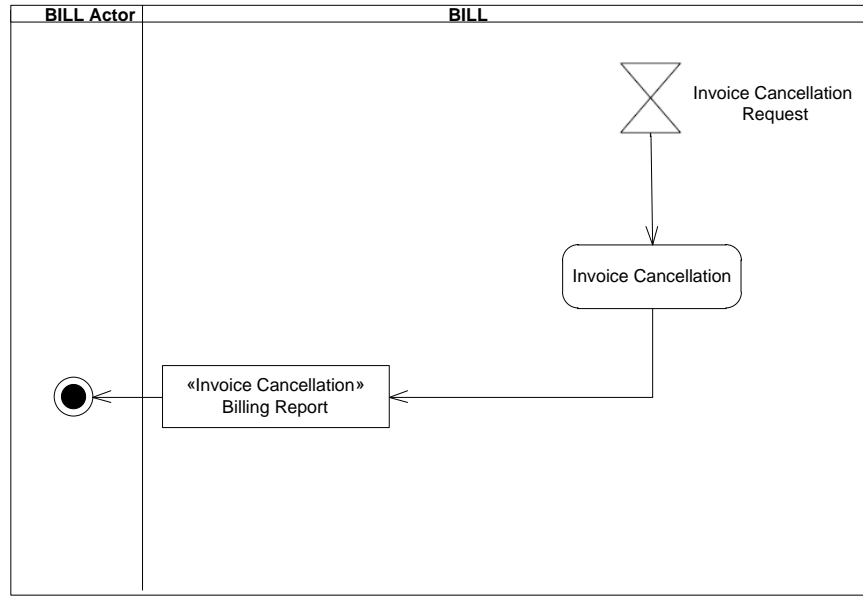 BILL Actor
BILL
Invoice Cancellation
Request
Invoice Cancellation
«Invoice Cancellation»
Billing Report